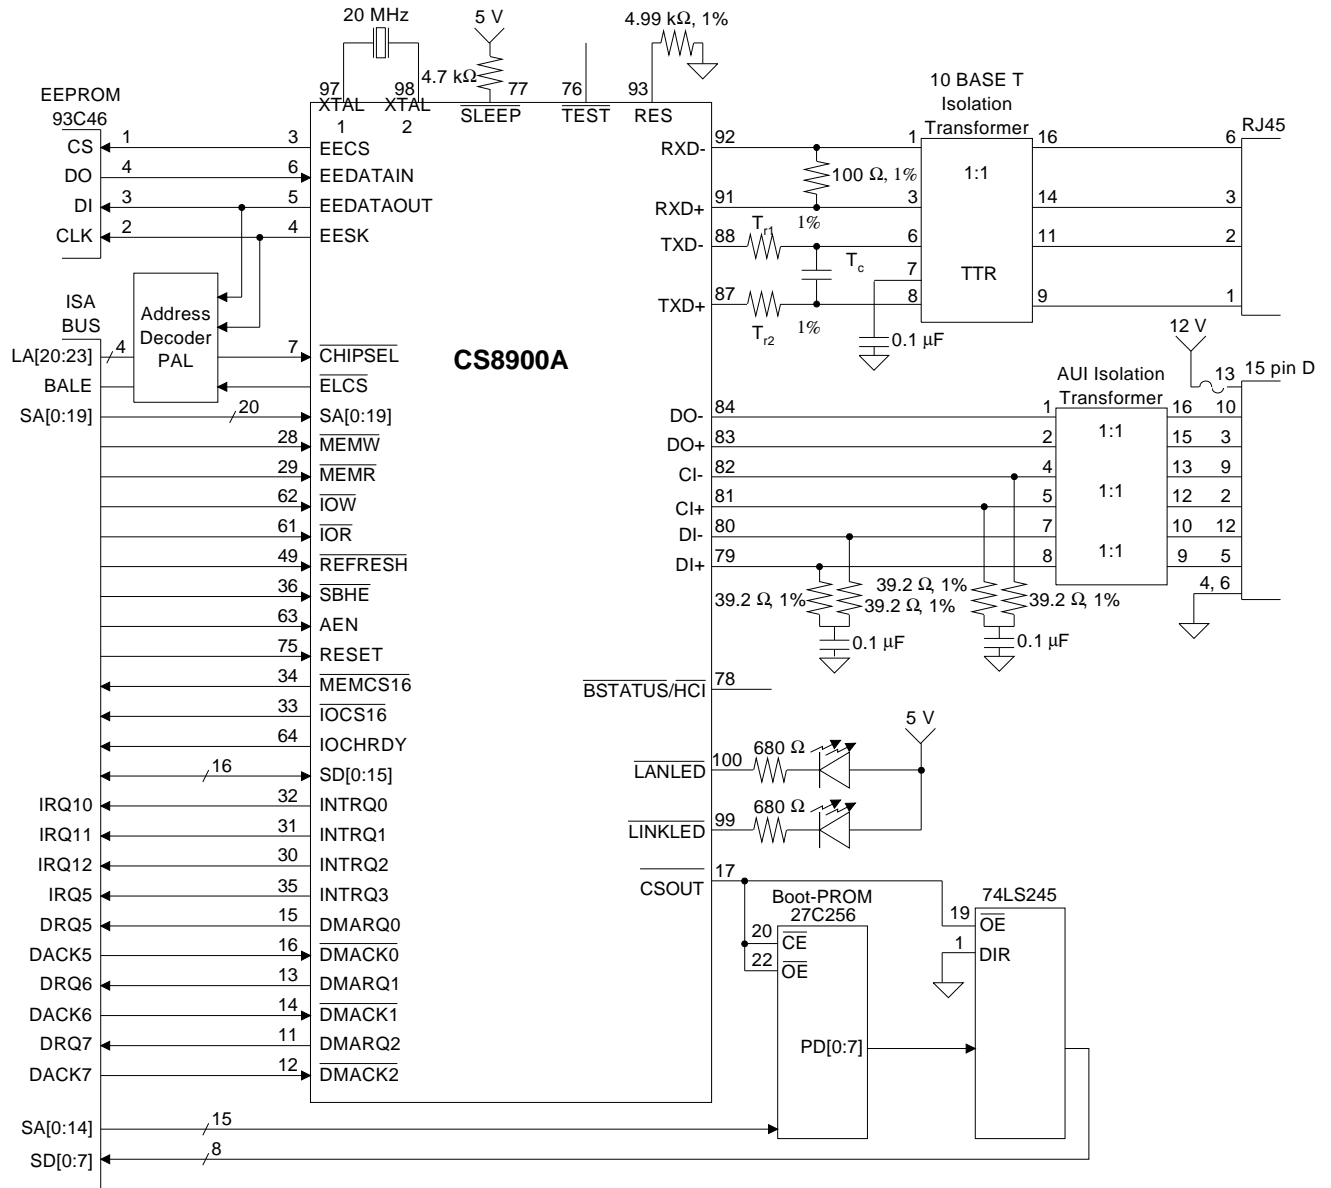 20 MHz
5 V
4.99 kΩ, 1%
4.7 kΩ
97
98
77
76
93
XTAL
1
XTAL
2
SLEEP
TEST
RES
EEPROM
93C46
CS 1 3 EECS
DO 4 6 EEDATAIN
DI 3 5 EEDATAOUT
CLK 2 4 EESK
ISA
BUS
Address
Decoder
PAL
LA[20:23] 4 7 CHIPSEL
BALE ELCS
SA[0:19] 20 SA[0:19]
28 MEMW
29 MEMR
62 IOW
61 IOR
49 REFRESH
36 SBHE
63 AEN
75 RESET
34 MEMCS16
33 IOCS16
64 IOCHRDY
16 SD[0:15]
IRQ10 32 INTRQ0
IRQ11 31 INTRQ1
IRQ12 30 INTRQ2
IRQ5 35 INTRQ3
DRQ5 15 DMARQ0
DACK5 16 DMACK0
DRQ6 13 DMARQ1
DACK6 14 DMACK1
DRQ7 11 DMARQ2
DACK7 12 DMACK2
SA[0:14] 15
SD[0:7] 8
CS8900A
10 BASE T
Isolation
Transformer
RJ45
RXD- 92 1 16 6
100 Ω, 1%
1:1
RXD+ 91 3 14 3
1%
Tr1
TXD- 88 6 11 2
Tc
7
TTR
TXD+ 87 8 9 1
Tr2
1%
0.1 µF
12 V
13 15 pin D
AUI Isolation
Transformer
DO- 84 1 16 10
1:1
DO+ 83 2 15 3
CI- 82 4 13 9
1:1
CI+ 81 5 12 2
DI- 80 7 10 12
1:1
DI+ 79 8 9 5
4, 6
39.2 Ω, 1%
39.2 Ω, 1%
39.2 Ω, 1%
39.2 Ω, 1%
0.1 µF
0.1 µF
BSTATUS/HCI 78
5 V
LANLED 100 680 Ω
LINKLED 99 680 Ω
CSOUT 17
Boot-PROM
27C256
20 CE
22 OE
PD[0:7]
74LS245
19 OE
1 DIR